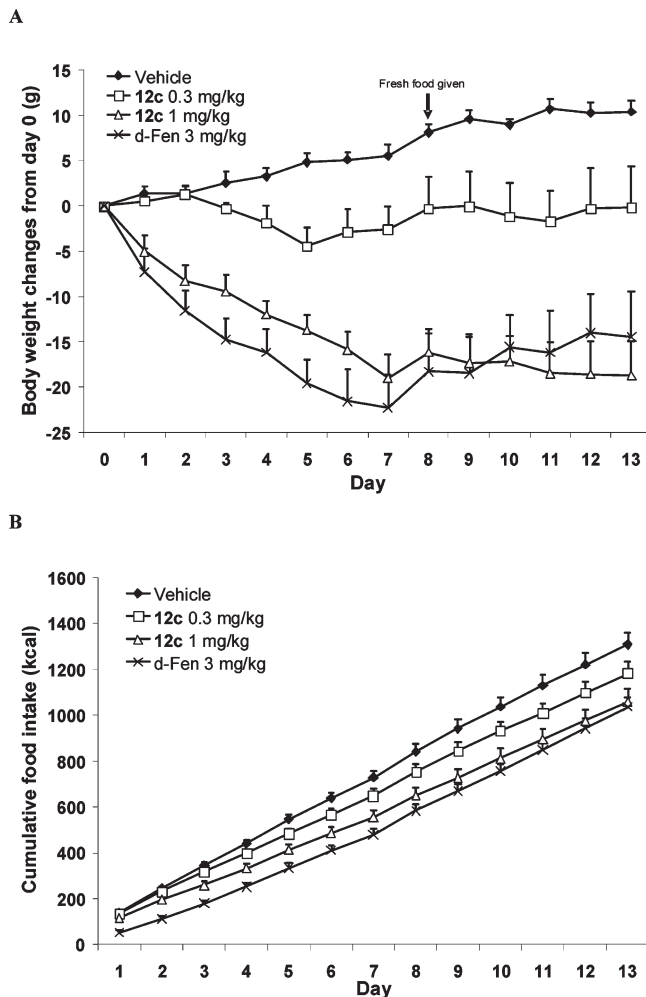 A
Body weight changes from day 0 (g)
15
10
5
0
-5
-10
-15
-20
-25
Vehicle
12c 0.3 mg/kg
12c 1 mg/kg
d-Fen 3 mg/kg
Fresh food given
0 1 2 3 4 5 6 7 8 9 10 11 12 13
Day
B
Cumulative food intake (kcal)
1600
1400
1200
1000
800
600
400
200
0
Vehicle
12c 0.3 mg/kg
12c 1 mg/kg
d-Fen 3 mg/kg
1 2 3 4 5 6 7 8 9 10 11 12 13
Day